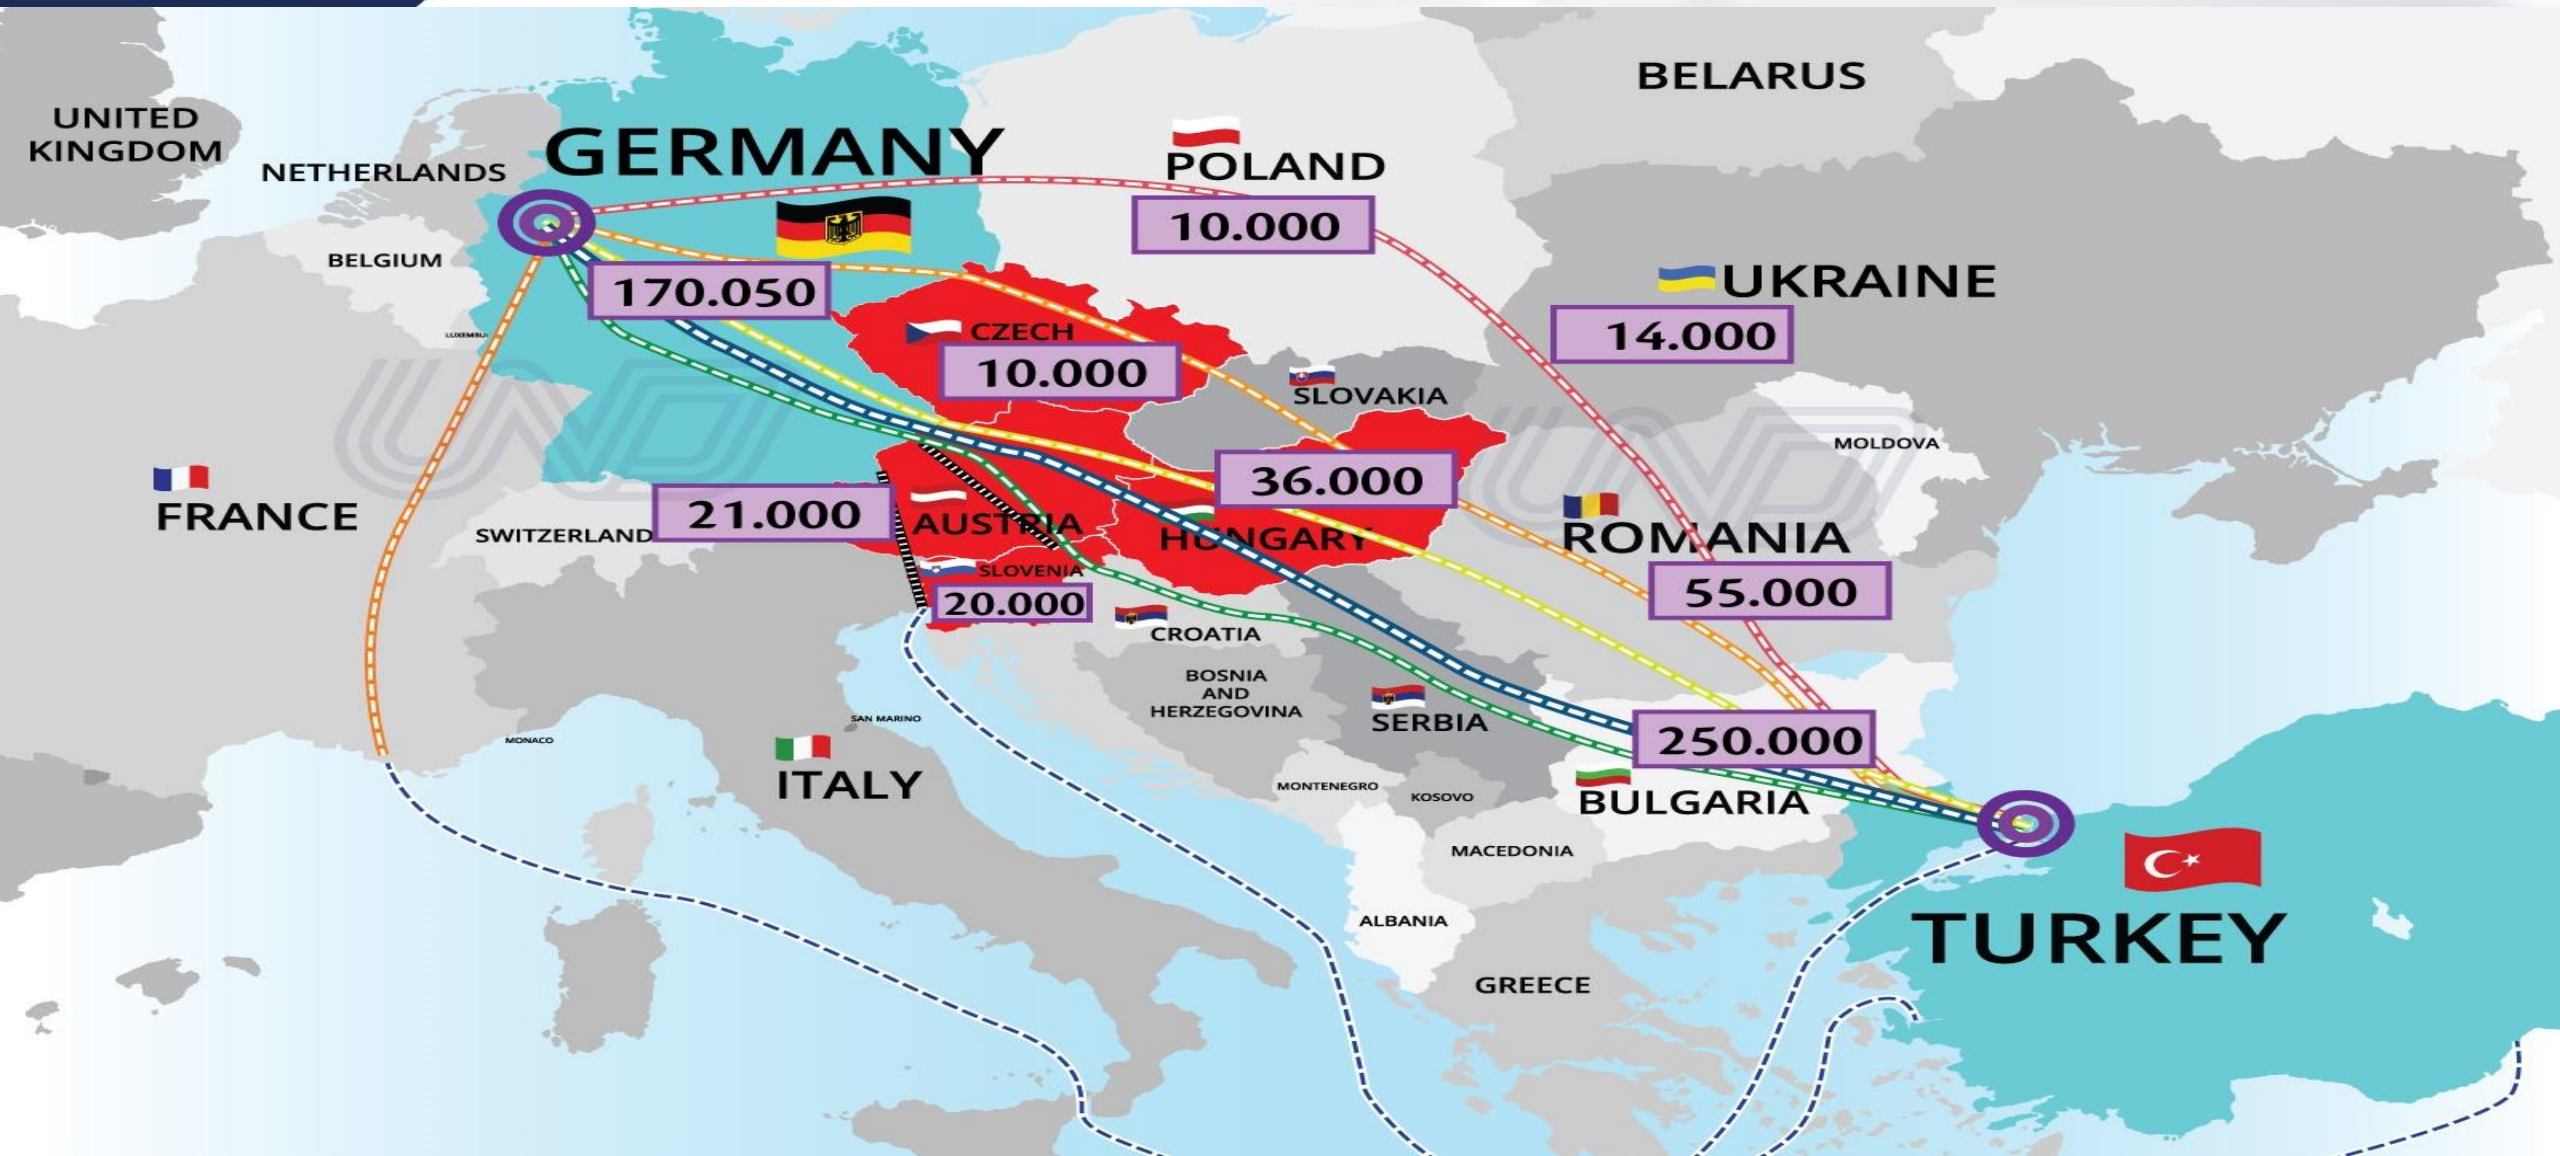 BELARUS
UNITED
KINGDOM
NETHERLANDS
GERMANY
POLAND
10.000
BELGIUM
170.050
UKRAINE
14.000
CZECH
10.000
SLOVAKIA
MOLDOVA
FRANCE
SWITZERLAND
21.000
AUSTRIA
36.000
HUNGARY
ROMANIA
55.000
SLOVENIA
20.000
CROATIA
BOSNIA
AND
HERZEGOVINA
SERBIA
SAN MARINO
MONACO
ITALY
250.000
BULGARIA
MONTENEGRO
KOSOVO
MACEDONIA
ALBANIA
GREECE
TURKEY
UND
UND